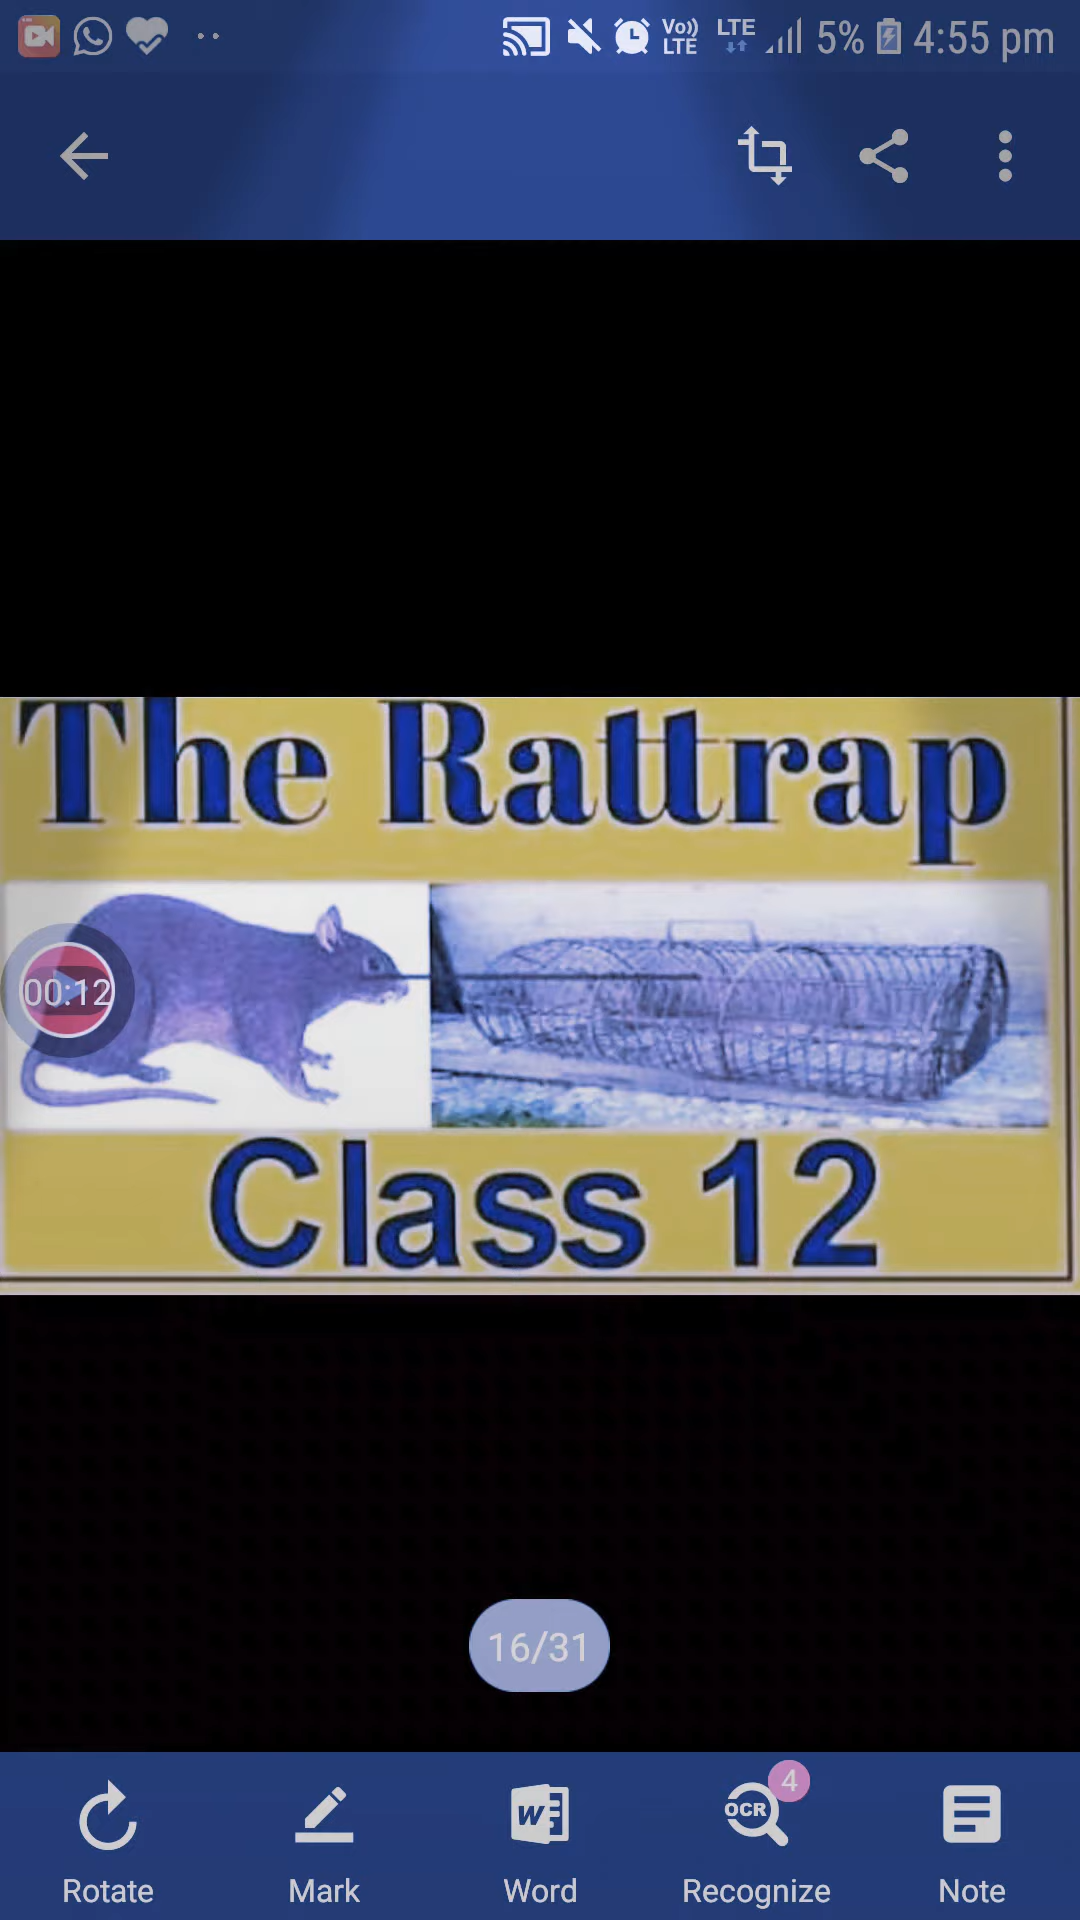 Vo)) LTE LTE 5% 4:55 pm
The Rattrap
00:12
Class 12
16/31
W
OCR 4
Rotate Mark Word Recognize Note